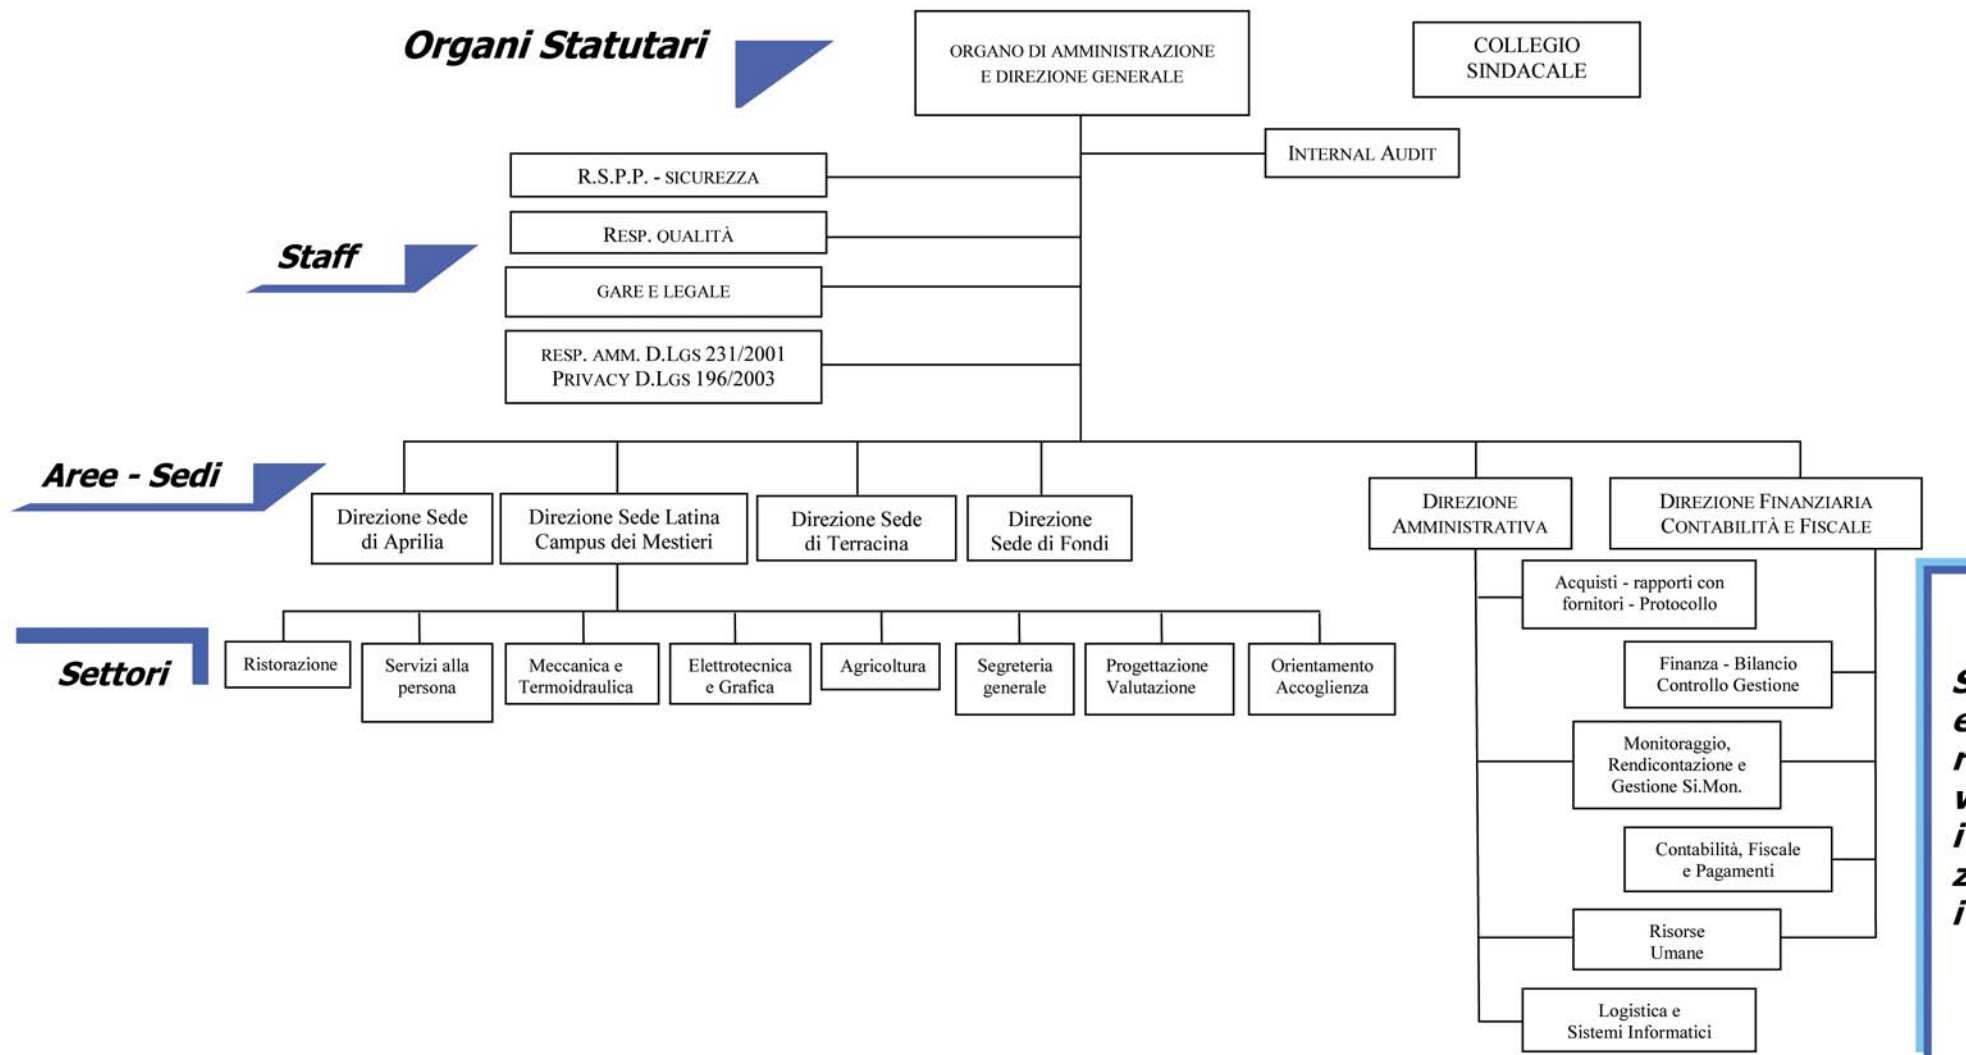 Organi Statutari
ORGANO DI AMMINISTRAZIONE
E DIREZIONE GENERALE
COLLEGIO
SINDACALE
INTERNAL AUDIT
R.S.P.P. - SICUREZZA
Staff
RESP. QUALITÀ
GARE E LEGALE
RESP. AMM. D.LGS 231/2001
PRIVACY D.LGS 196/2003
Aree - Sedi
Direzione Sede
di Aprilia
Direzione Sede Latina
Campus dei Mestieri
Direzione Sede
di Terracina
Direzione
Sede di Fondi
DIREZIONE
AMMINISTRATIVA
DIREZIONE FINANZIARIA
CONTABILITÀ E FISCALE
Settori
Ristorazione
Servizi alla
persona
Meccanica e
Termoidraulica
Elettrotecnica
e Grafica
Agricoltura
Segreteria
generale
Progettazione
Valutazione
Orientamento
Accoglienza
Acquisti - rapporti con
fornitori - Protocollo
Finanza - Bilancio
Controllo Gestione
Monitoraggio,
Rendicontazione e
Gestione Si.Mon.
Contabilità, Fiscale
e Pagamenti
Risorse
Umane
Logistica e
Sistemi Informatici
S
e
r
v
i
z
i